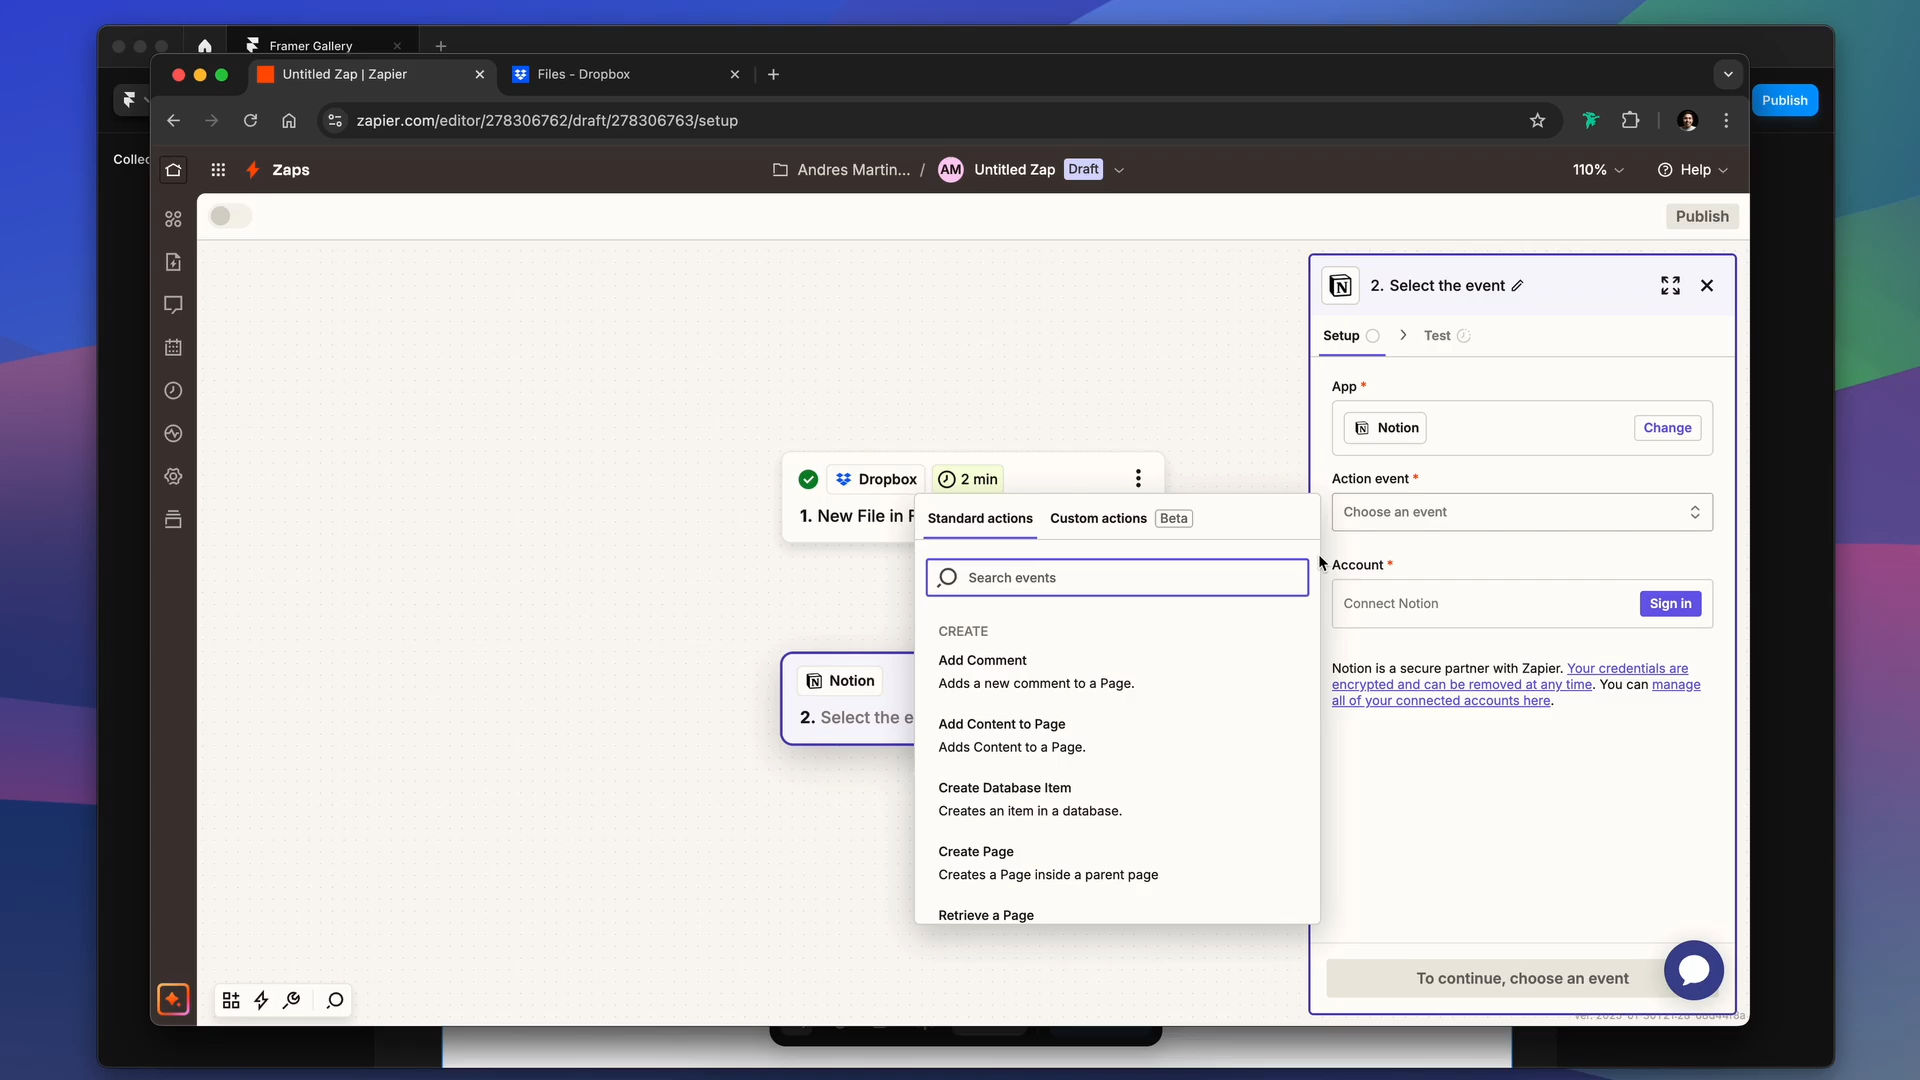 Framer Gallery
Untitled Zap | Zapier
Files - Dropbox
zapier.com/editor/278306762/draft/278306763/setup
Publish
Collec
Zaps
Andres Martin... / AM Untitled Zap Draft
110%
Help
Publish
2. Select the event
Setup
Test
App *
Notion
Change
Action event *
Choose an event
Account *
Connect Notion
Sign in
Notion is a secure partner with Zapier. Your credentials are
encrypted and can be removed at any time. You can manage
all of your connected accounts here.
To continue, choose an event
Dropbox
2 min
1. New File in F
Notion
2. Select the e
Standard actions
Custom actions Beta
Search events
CREATE
Add Comment
Adds a new comment to a Page.
Add Content to Page
Adds Content to a Page.
Create Database Item
Creates an item in a database.
Create Page
Creates a Page inside a parent page
Retrieve a Page